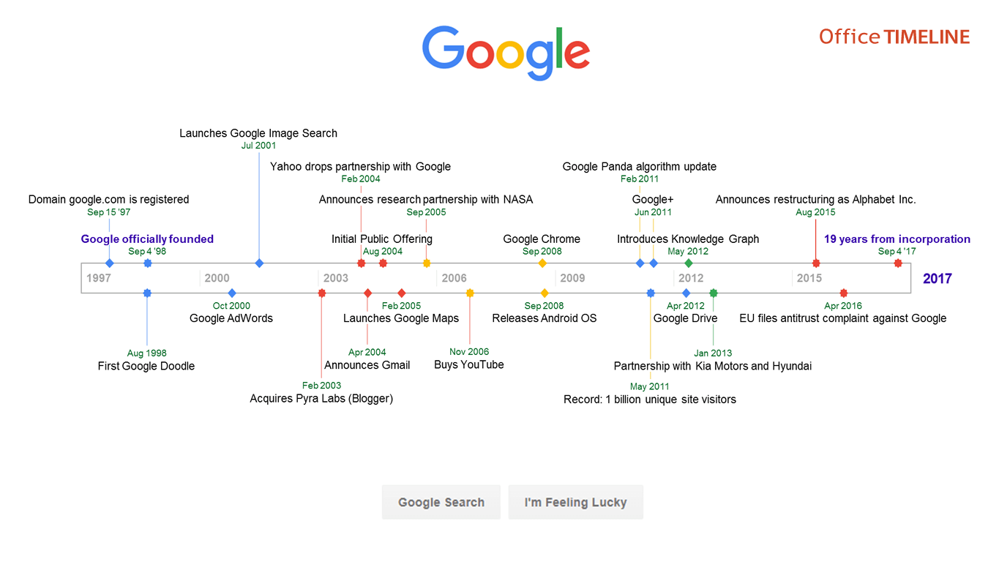 Google
Office TIMELINE
Launches Google Image Search
Jul 2001
Yahoo drops partnership with Google
Feb 2004
Google Panda algorithm update
Feb 2011
Domain google.com is registered
Sep 15 '97
Announces research partnership with NASA
Sep 2005
Google+
Jun 2011
Announces restructuring as Alphabet Inc.
Aug 2015
Google officially founded
Sep 4 '98
Initial Public Offering
Aug 2004
Google Chrome
Sep 2008
Introduces Knowledge Graph
May 2012
19 years from incorporation
Sep 4 '17
1997
2000
2003
2006
2009
2012
2015
2017
Oct 2000
Google AdWords
Feb 2005
Launches Google Maps
Sep 2008
Releases Android OS
Apr 2012
Google Drive
Apr 2016
EU files antitrust complaint against Google
Aug 1998
First Google Doodle
Apr 2004
Announces Gmail
Nov 2006
Buys YouTube
Jan 2013
Partnership with Kia Motors and Hyundai
Feb 2003
Acquires Pyra Labs (Blogger)
May 2011
Record: 1 billion unique site visitors
Google Search
I'm Feeling Lucky